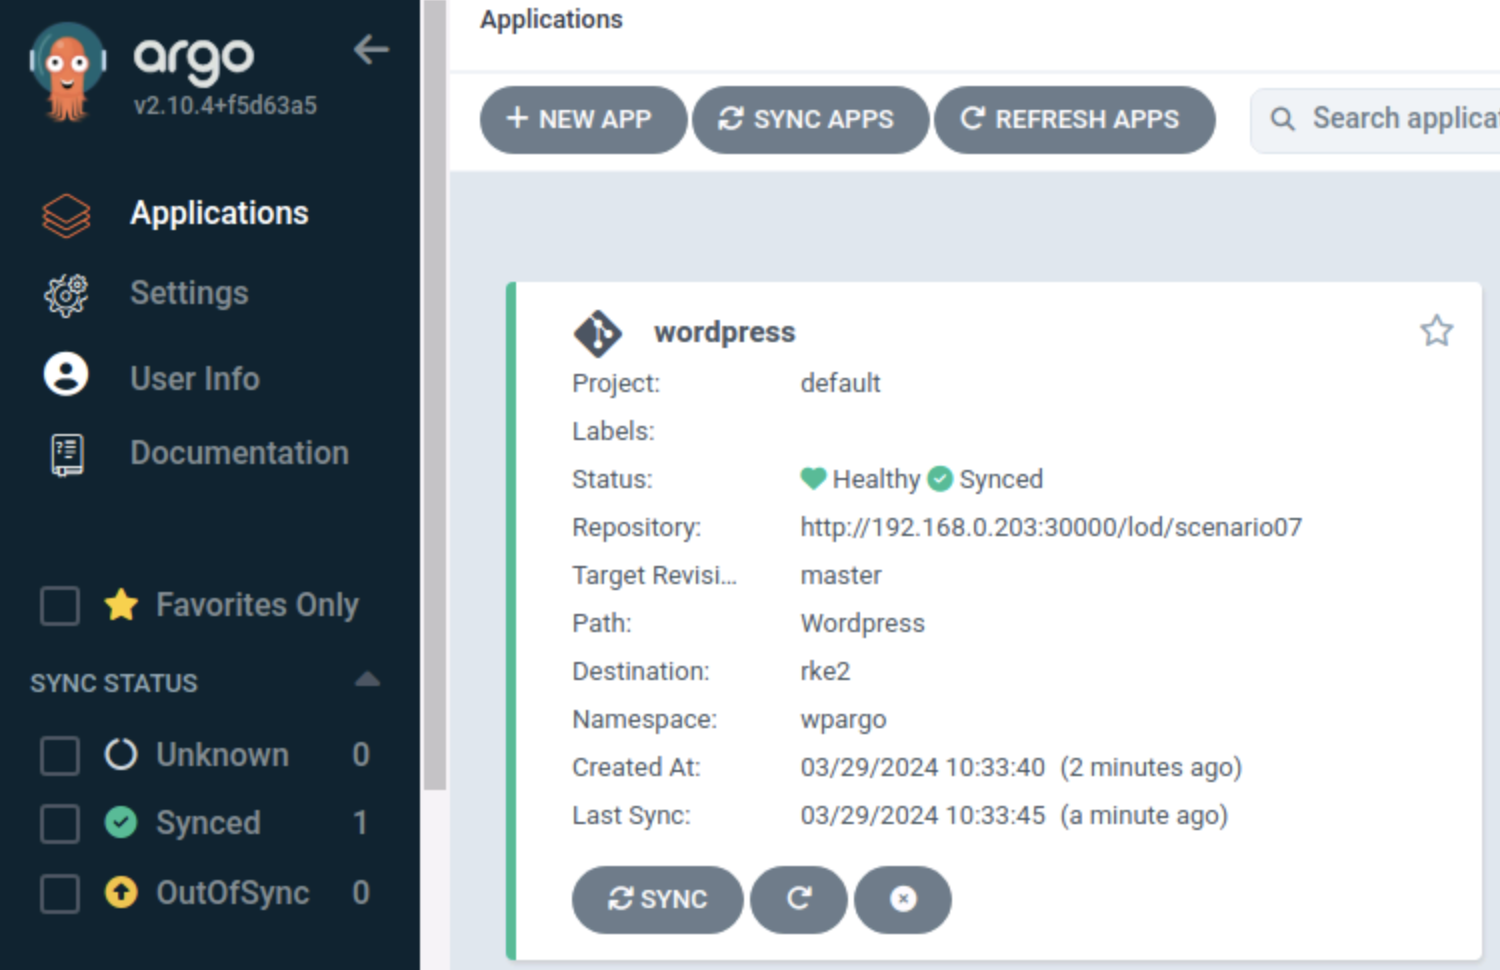 argo
v2.10.4+f5d63a5
Applications
Settings
User Info
Documentation
Favorites Only
SYNC STATUS
Unknown 0
Synced 1
OutOfSync 0
Applications
NEW APP SYNC APPS REFRESH APPS Search applica
wordpress
Project: default
Labels:
Status: Healthy Synced
Repository: http://192.168.0.203:30000/lod/scenario07
Target Revisi... master
Path: Wordpress
Destination: rke2
Namespace: wpargo
Created At: 03/29/2024 10:33:40 (2 minutes ago)
Last Sync: 03/29/2024 10:33:45 (a minute ago)
SYNC